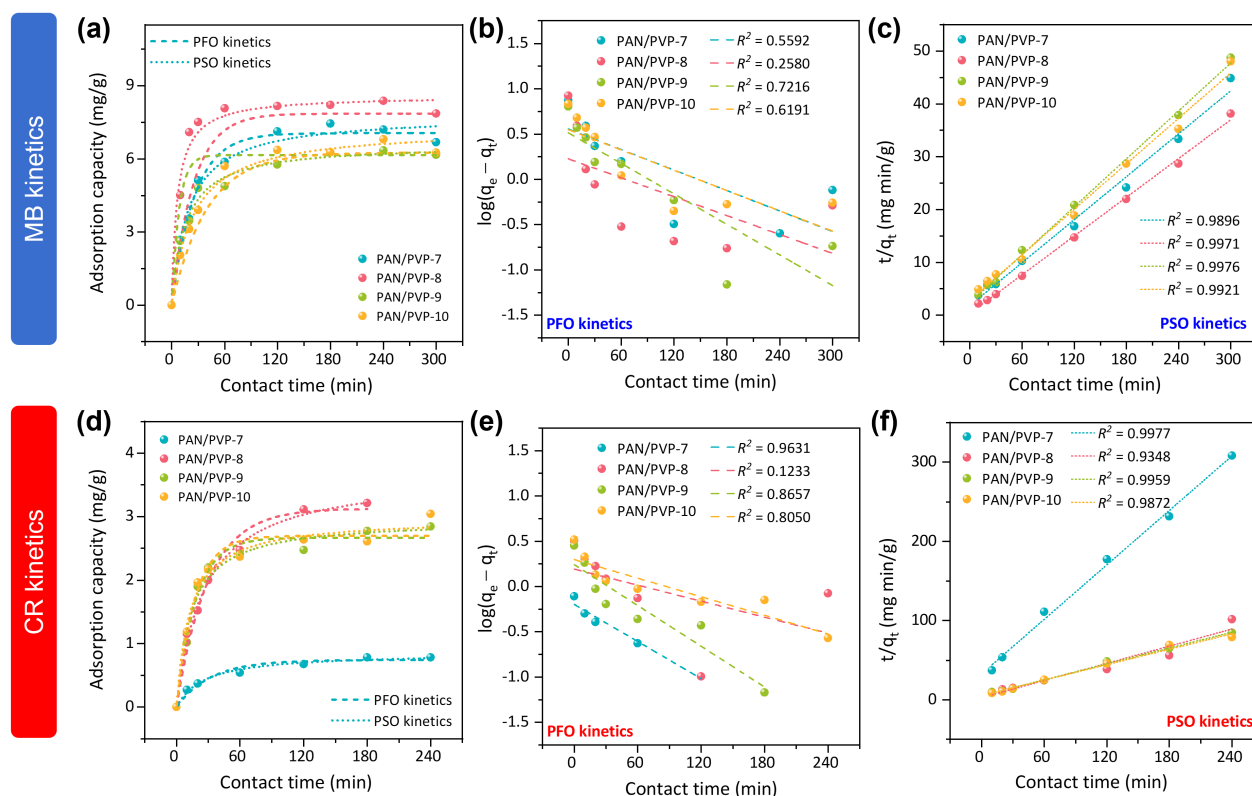 MB kinetics
(a)
PFO kinetics
PSO kinetics
PAN/PVP-7
PAN/PVP-8
PAN/PVP-9
PAN/PVP-10
Adsorption capacity (mg/g)
9
6
3
0
0 60 120 180 240 300
Contact time (min)
(b)
PAN/PVP-7 R² = 0.5592
PAN/PVP-8 R² = 0.2580
PAN/PVP-9 R² = 0.7216
PAN/PVP-10 R² = 0.6191
log(qe – qt)
1.5
1.0
0.5
0.0
-0.5
-1.0
-1.5
PFO kinetics
0 60 120 180 240 300
Contact time (min)
(c)
PAN/PVP-7
PAN/PVP-8
PAN/PVP-9
PAN/PVP-10
R² = 0.9896
R² = 0.9971
R² = 0.9976
R² = 0.9921
t/qt (mg min/g)
50
40
30
20
10
0
PSO kinetics
0 60 120 180 240 300
Contact time (min)
CR kinetics
(d)
PAN/PVP-7
PAN/PVP-8
PAN/PVP-9
PAN/PVP-10
PFO kinetics
PSO kinetics
Adsorption capacity (mg/g)
4
3
2
1
0
0 60 120 180 240
Contact time (min)
(e)
PAN/PVP-7 R² = 0.9631
PAN/PVP-8 R² = 0.1233
PAN/PVP-9 R² = 0.8657
PAN/PVP-10 R² = 0.8050
log(qe – qt)
1.5
1.0
0.5
0.0
-0.5
-1.0
-1.5
PFO kinetics
0 60 120 180 240
Contact time (min)
(f)
PAN/PVP-7 R² = 0.9977
PAN/PVP-8 R² = 0.9348
PAN/PVP-9 R² = 0.9959
PAN/PVP-10 R² = 0.9872
t/qt (mg min/g)
300
200
100
0
PSO kinetics
0 60 120 180 240
Contact time (min)